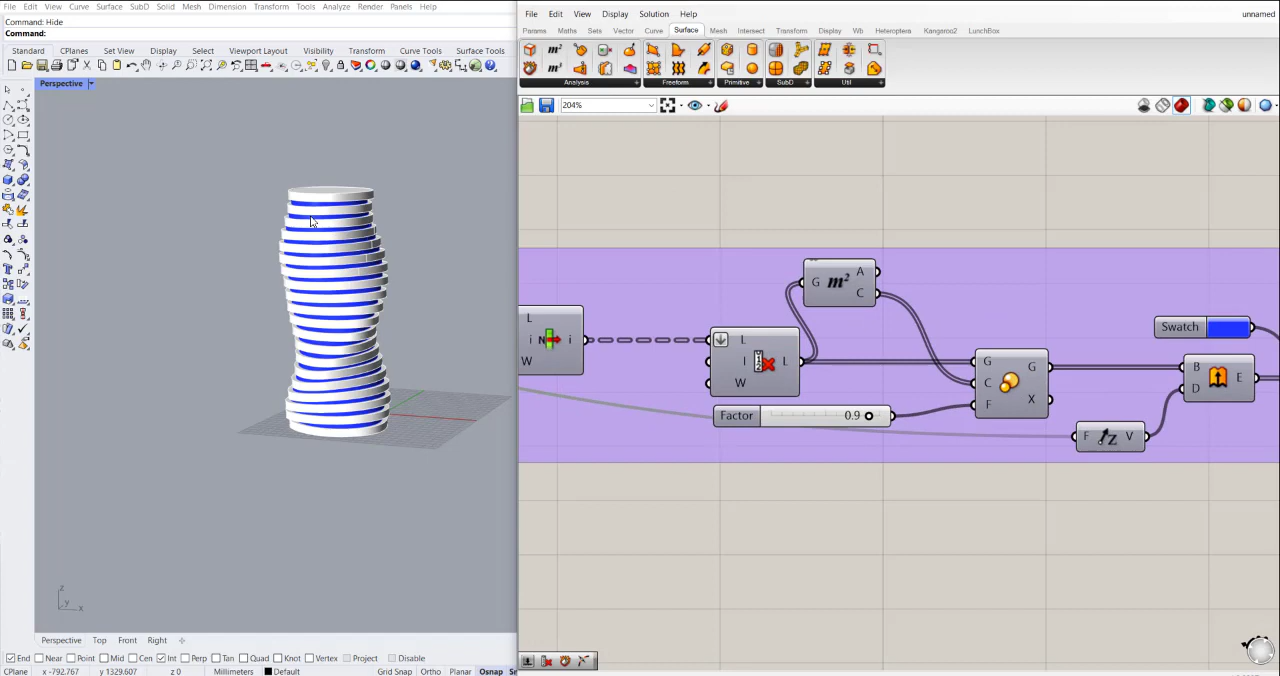 File Edit View Curve Surface SubD Solid Mesh Dimension Transform Tools Analyze Render Panels Help
Command: Hide
Command:
Standard CPlanes Set View Display Select Viewport Layout Visibility Transform Curve Tools Surface Tools
Perspective
z
y
x
Perspective Top Front Right
End Near Point Mid Cen Int Perp Tan Quad Knot Vertex Project Disable
CPlane x -792.767 y 1329.607 z 0 Millimeters Default Grid Snap Ortho Planar Osnap
File Edit View Display Solution Help
unnamed
Params Maths Sets Vector Curve Surface Mesh Intersect Transform Display Wb Heteroptera Kangaroo2 LunchBox
m²
m³
Analysis Freeform Primitive SubD Util
204%
L
i N i
W
L
I
W
L
G m² A
C
Factor 0.9
G
C
F
G
X
Swatch
B
D
E
F Z V